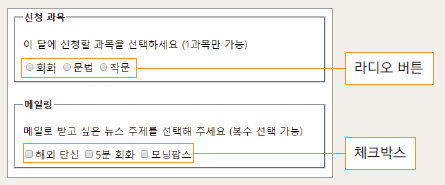 신청 과목
이 달에 신청할 과목을 선택하세요 (1과목만 가능)
회화 문법 작문
라디오 버튼
메일링
메일로 받고 싶은 뉴스 주제를 선택해 주세요 (복수 선택 가능)
해외 단신 5분 회화 모닝팝스
체크박스